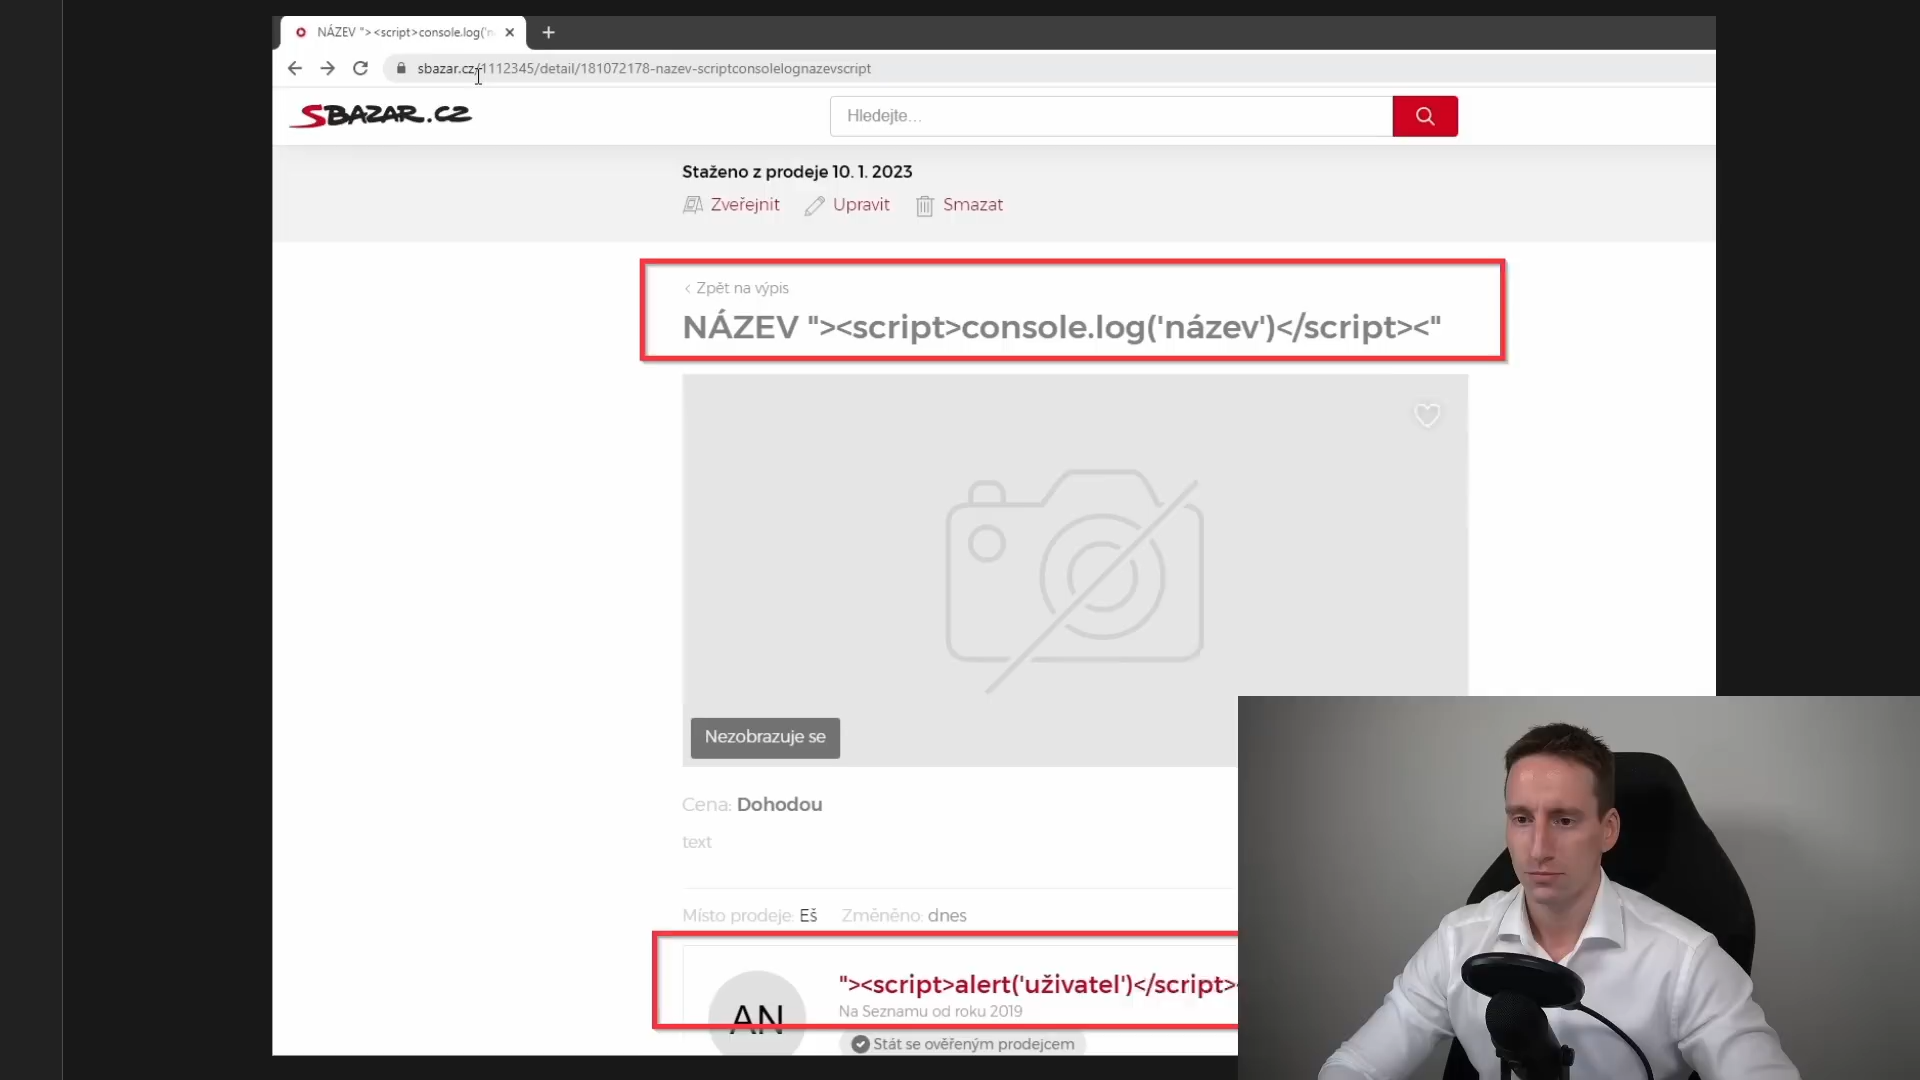 NÁZEV "><script>console.log('n
sbazar.cz/1112345/detail/181072178-nazev-scriptconsolelognazevscript
SBAZAR.CZ
Hledejte...
Staženo z prodeje 10. 1. 2023
Zveřejnit Upravit Smazat
< Zpět na výpis
NÁZEV "><script>console.log('název')</script><"
Nezobrazuje se
Cena: Dohodou
text
Místo prodeje: Eš Změněno: dnes
AN
"><script>alert('uživatel')</script>
Na Seznamu od roku 2019
Stát se ověřeným prodejcem